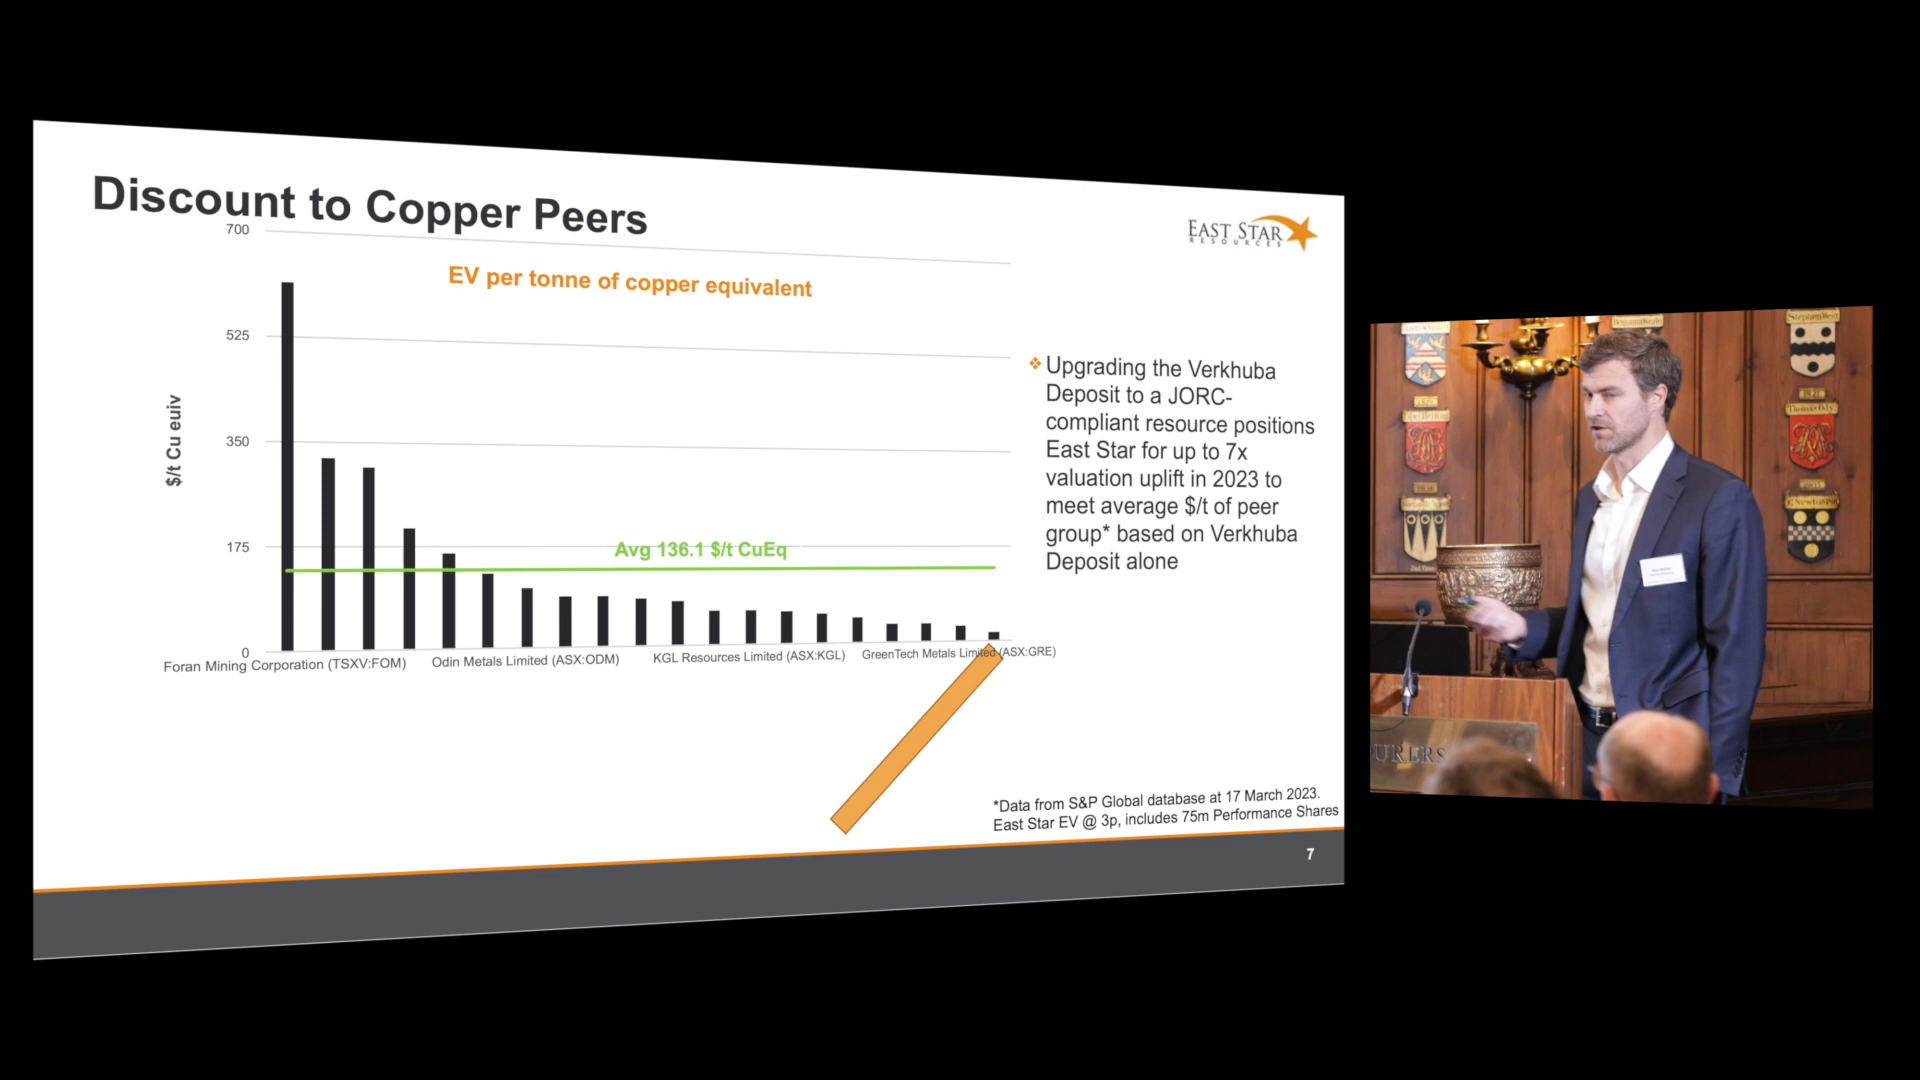 Discount to Copper Peers
EAST STAR
RESOURCES
EV per tonne of copper equivalent
$/t Cu euiv
700
525
350
175
0
Avg 136.1 $/t CuEq
Foran Mining Corporation (TSXV:FOM)
Odin Metals Limited (ASX:ODM)
KGL Resources Limited (ASX:KGL)
GreenTech Metals Limited (ASX:GRE)
Upgrading the Verkhuba
Deposit to a JORC-
compliant resource positions
East Star for up to 7x
valuation uplift in 2023 to
meet average $/t of peer
group* based on Verkhuba
Deposit alone
*Data from S&P Global database at 17 March 2023.
East Star EV @ 3p, includes 75m Performance Shares
7
Stephen West
1821
URERS